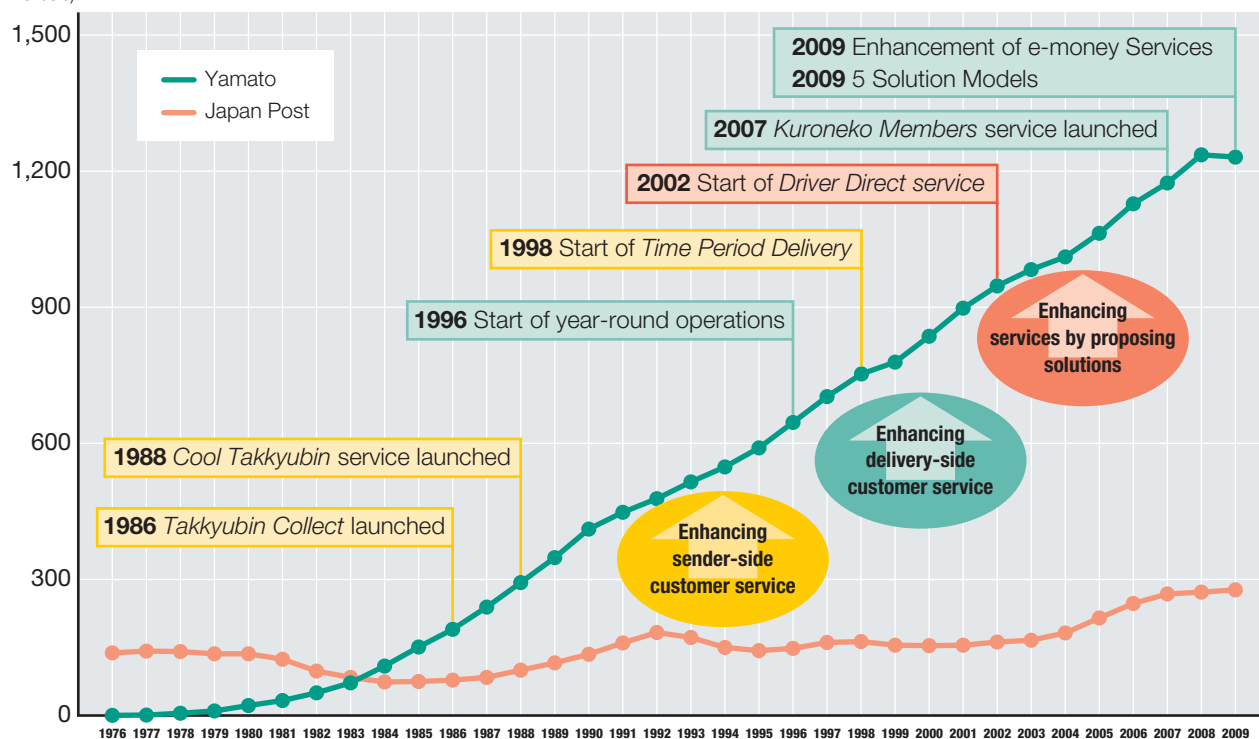 1,500
1,200
900
600
300
0
Yamato
Japan Post
2009 Enhancement of e-money Services
2009 5 Solution Models
2007 Kuroneko Members service launched
2002 Start of Driver Direct service
1998 Start of Time Period Delivery
1996 Start of year-round operations
1988 Cool Takkyubin service launched
1986 Takkyubin Collect launched
Enhancing
services by proposing
solutions
Enhancing
delivery-side
customer service
Enhancing
sender-side
customer service
1976 1977 1978 1979 1980 1981 1982 1983 1984 1985 1986 1987 1988 1989 1990 1991 1992 1993 1994 1995 1996 1997 1998 1999 2000 2001 2002 2003 2004 2005 2006 2007 2008 2009